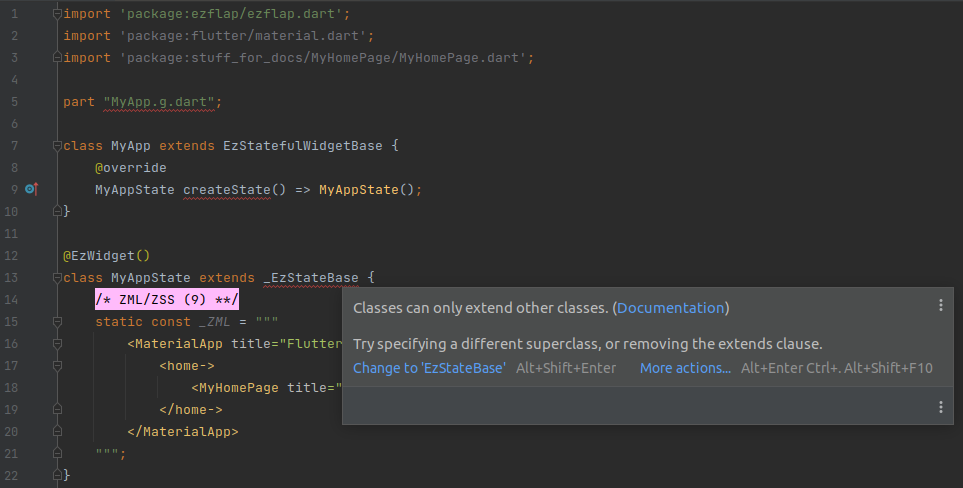 1 import 'package:ezflap/ezflap.dart';
2 import 'package:flutter/material.dart';
3 import 'package:stuff_for_docs/MyHomePage/MyHomePage.dart';
4
5 part "MyApp.g.dart";
6
7 class MyApp extends EzStatefulWidgetBase {
8 @override
9 MyAppState createState() => MyAppState();
10 }
11
12 @EzWidget()
13 class MyAppState extends _EzStateBase {
14 /* ZML/ZSS (9) **/
15 static const _ZML = """
16 <MaterialApp title="Flutter
17 <home->
18 <MyHomePage title="
19 </home->
20 </MaterialApp>
21 """;
22 }
Classes can only extend other classes. (Documentation)
Try specifying a different superclass, or removing the extends clause.
Change to 'EzStateBase' Alt+Shift+Enter More actions... Alt+Enter Ctrl+. Alt+Shift+F10